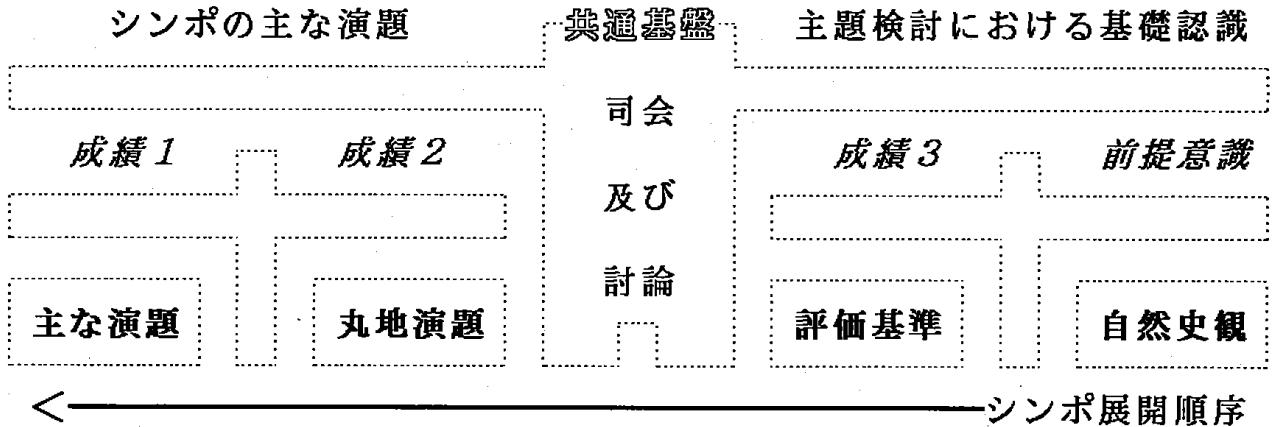 シンポの主な演題
共通基盤
主題検討における基礎認識
司会
及び
討論
成績1
成績2
成績3
前提意識
主な演題
丸地演題
評価基準
自然史観
シンポ展開順序